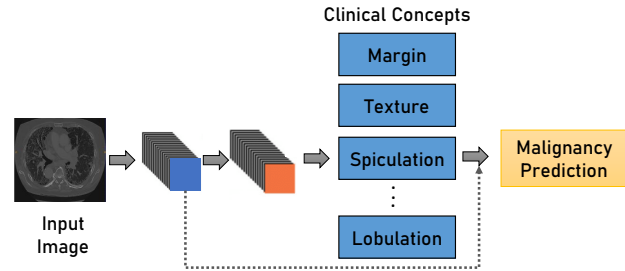 Clinical Concepts
Margin
Texture
Spiculation
Lobulation
Malignancy
Prediction
Input
Image